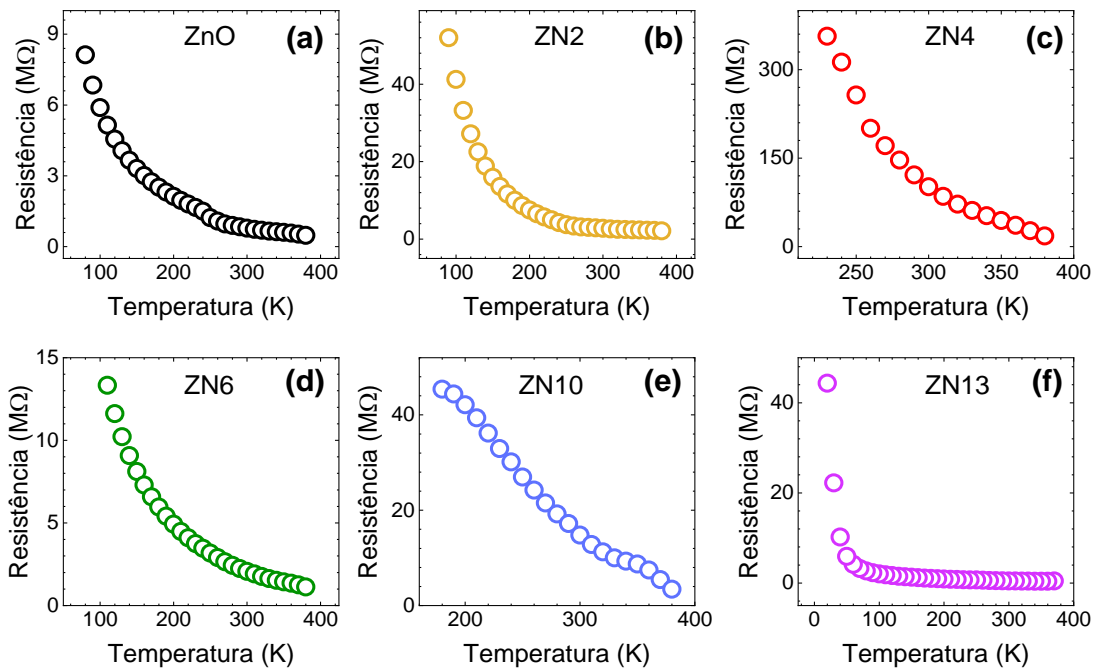 ZnO (a)
Resistência (MΩ)
9
6
3
0
100 200 300 400
Temperatura (K)
ZN2 (b)
Resistência (MΩ)
40
20
0
100 200 300 400
Temperatura (K)
ZN4 (c)
Resistência (MΩ)
300
150
0
250 300 350 400
Temperatura (K)
ZN6 (d)
Resistência (MΩ)
15
10
5
0
100 200 300 400
Temperatura (K)
ZN10 (e)
Resistência (MΩ)
40
20
0
200 300 400
Temperatura (K)
ZN13 (f)
Resistência (MΩ)
40
20
0
0 100 200 300 400
Temperatura (K)